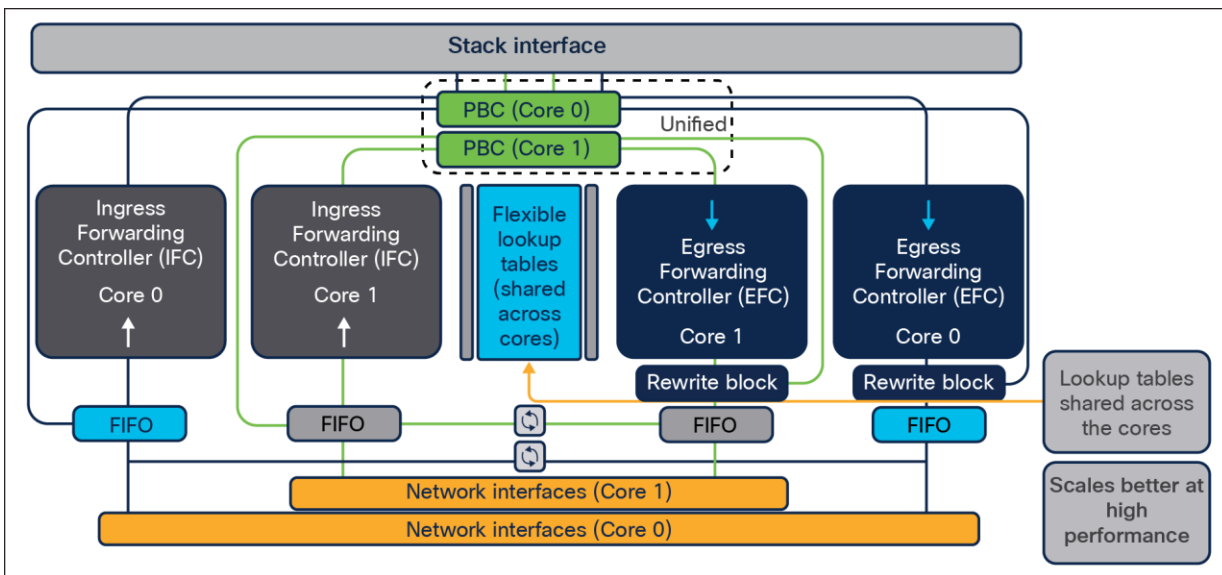 Stack interface
PBC (Core 0)
Unified
PBC (Core 1)
Ingress
Forwarding
Controller (IFC)
Core 0
Ingress
Forwarding
Controller (IFC)
Core 1
Flexible
lookup
tables
(shared
across
cores)
Egress
Forwarding
Controller (EFC)
Core 1
Egress
Forwarding
Controller (EFC)
Core 0
Rewrite block
Rewrite block
Lookup tables
shared across
the cores
FIFO
FIFO
FIFO
FIFO
Network interfaces (Core 1)
Network interfaces (Core 0)
Scales better at
high
performance